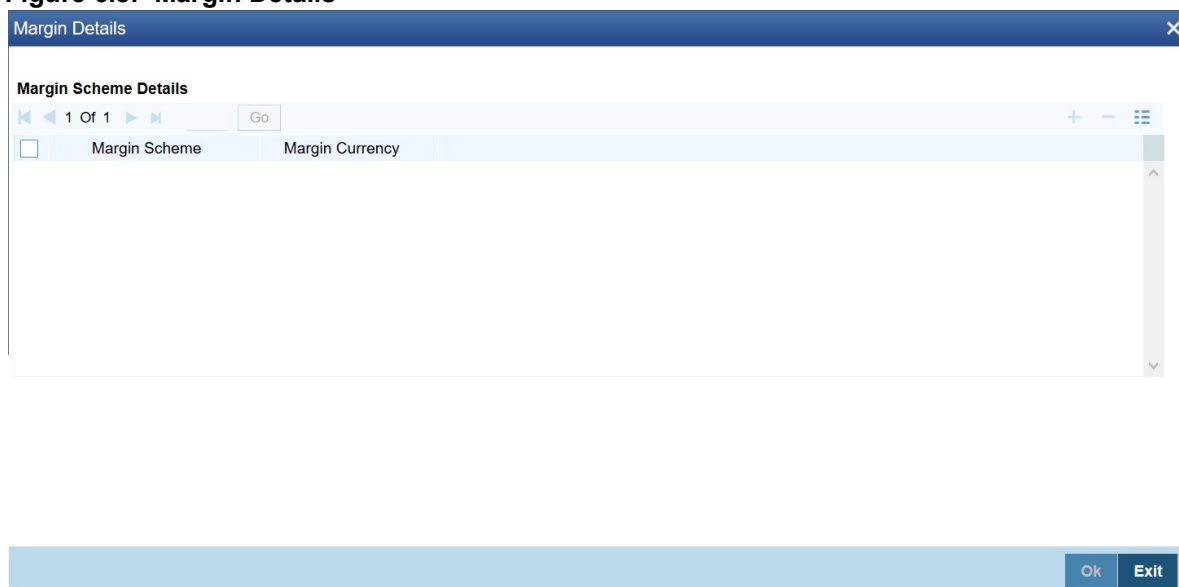 Margin Details
Margin Scheme Details
1 Of 1 Go
Margin Scheme Margin Currency
Ok Exit